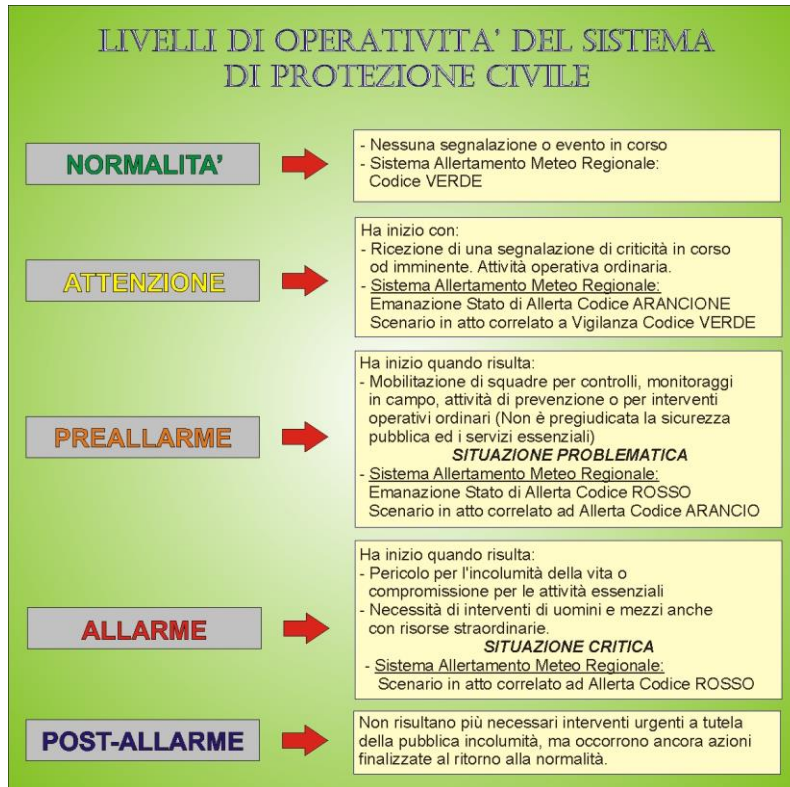 LIVELLI DI OPERATIVITA' DEL SISTEMA
DI PROTEZIONE CIVILE
NORMALITA'
- Nessuna segnalazione o evento in corso
- Sistema Allertamento Meteo Regionale:
Codice VERDE
ATTENZIONE
Ha inizio con:
- Ricezione di una segnalazione di criticità in corso
od imminente. Attività operativa ordinaria.
- Sistema Allertamento Meteo Regionale:
Emanazione Stato di Allerta Codice ARANCIONE
Scenario in atto correlato a Vigilanza Codice VERDE
PREALLARME
Ha inizio quando risulta:
- Mobilitazione di squadre per controlli, monitoraggi
in campo, attività di prevenzione o per interventi
operativi ordinari (Non è pregiudicata la sicurezza
pubblica ed i servizi essenziali)
SITUAZIONE PROBLEMATICA
- Sistema Allertamento Meteo Regionale:
Emanazione Stato di Allerta Codice ROSSO
Scenario in atto correlato ad Allerta Codice ARANCIO
ALLARME
Ha inizio quando risulta:
- Pericolo per l'incolumità della vita o
compromissione per le attività essenziali
- Necessità di interventi di uomini e mezzi anche
con risorse straordinarie.
SITUAZIONE CRITICA
- Sistema Allertamento Meteo Regionale:
Scenario in atto correlato ad Allerta Codice ROSSO
POST-ALLARME
Non risultano più necessari interventi urgenti a tutela
della pubblica incolumità, ma occorrono ancora azioni
finalizzate al ritorno alla normalità.